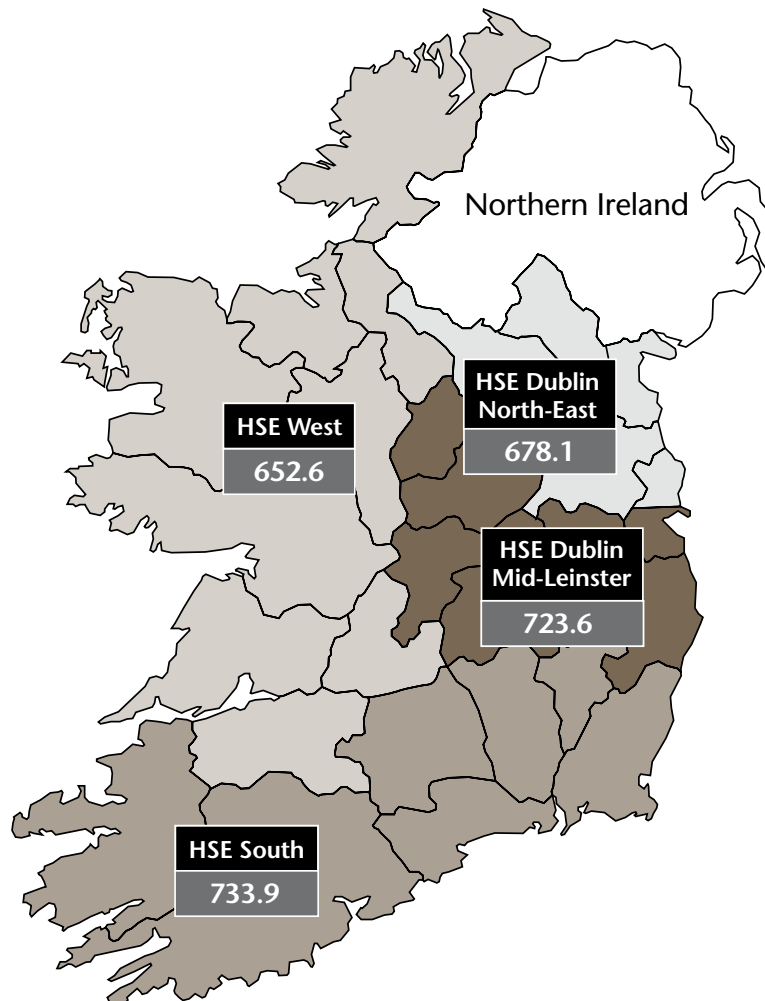 Northern Ireland
HSE Dublin
North-East
678.1
HSE West
652.6
HSE Dublin
Mid-Leinster
723.6
HSE South
733.9